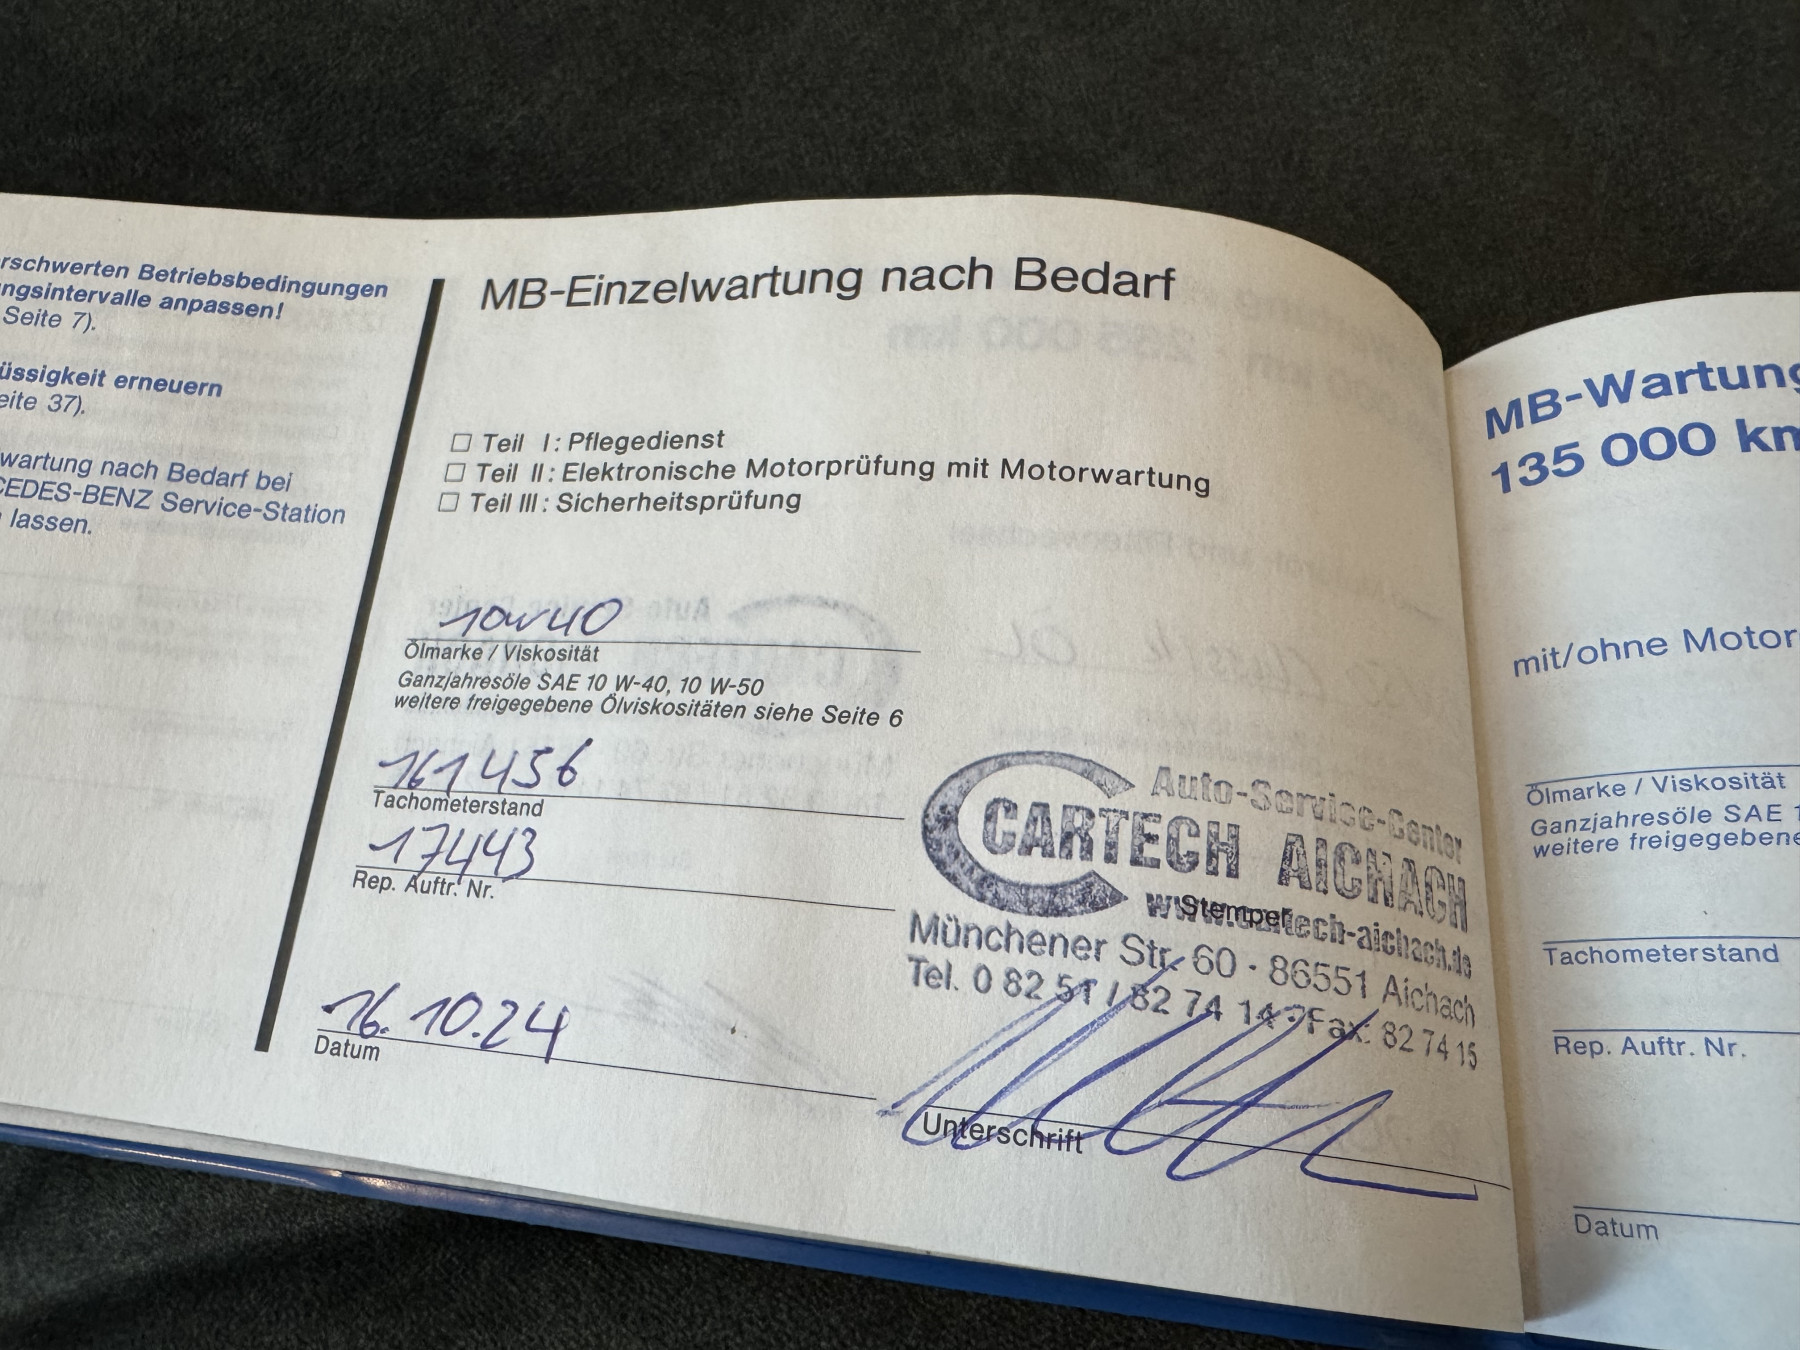 rschwerten Betriebsbedingungen
ngsintervalle anpassen!
Seite 7).
üssigkeit erneuern
eite 37).
wartung nach Bedarf bei
CEDES-BENZ Service-Station
lassen.
MB-Einzelwartung nach Bedarf
Teil I: Pflegedienst
Teil II: Elektronische Motorprüfung mit Motorwartung
Teil III: Sicherheitsprüfung
10w40
Ölmarke / Viskosität
Ganzjahresöle SAE 10 W-40, 10 W-50
weitere freigegebene Ölviskositäten siehe Seite 6
161456
Tachometerstand
17443
Rep. Auftr. Nr.
16.10.24
Datum
Auto-Service-Center
CARTECH AICHACH
www.cartech-aichach.de
Stempel
Münchener Str. 60 · 86551 Aichach
Tel. 0 82 51 / 82 74 14 · Fax: 82 74 15
Unterschrift
MB-Wartung
135 000 km
mit/ohne Motor
Ölmarke / Viskosität
Ganzjahresöle SAE 1
weitere freigegebene
Tachometerstand
Rep. Auftr. Nr.
Datum